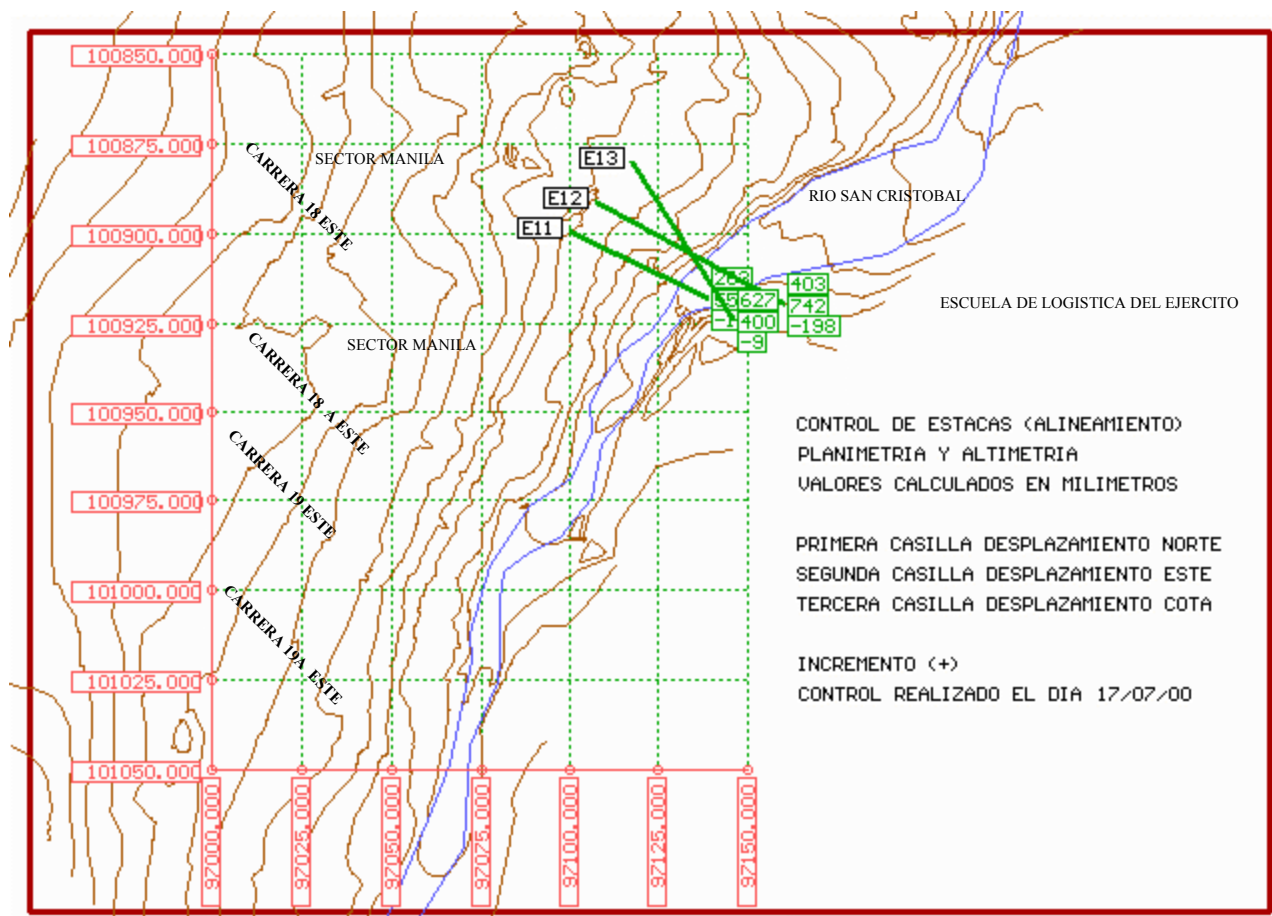 100850.000
100875.000
100900.000
100925.000
100950.000
100975.000
101000.000
101025.000
101050.000
97000.000
97025.000
97050.000
97075.000
97100.000
97125.000
97150.000
CARRERA 18 ESTE
SECTOR MANILA
E13
E12
E11
RIO SAN CRISTOBAL
403
627
742
400
-198
-9
ESCUELA DE LOGISTICA DEL EJERCITO
SECTOR MANILA
CARRERA 18 A ESTE
CARRERA 19 ESTE
CARRERA 19A ESTE
CONTROL DE ESTACAS (ALINEAMIENTO)
PLANIMETRIA Y ALTIMETRIA
VALORES CALCULADOS EN MILIMETROS
PRIMERA CASILLA DESPLAZAMIENTO NORTE
SEGUNDA CASILLA DESPLAZAMIENTO ESTE
TERCERA CASILLA DESPLAZAMIENTO COTA
INCREMENTO (+)
CONTROL REALIZADO EL DIA 17/07/00